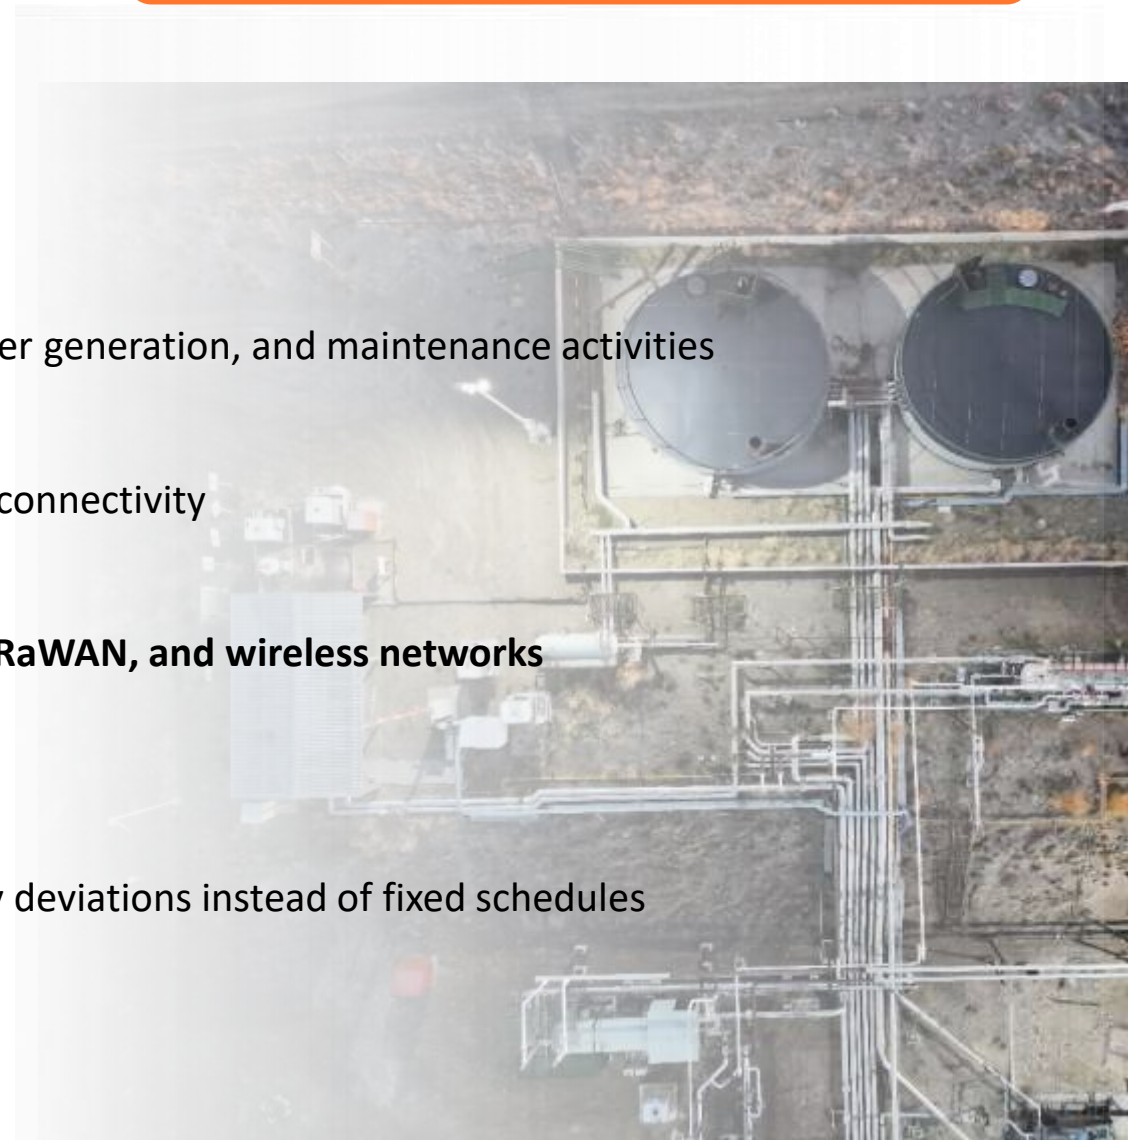 er generation, and maintenance activities
connectivity
RaWAN, and wireless networks
deviations instead of fixed schedules